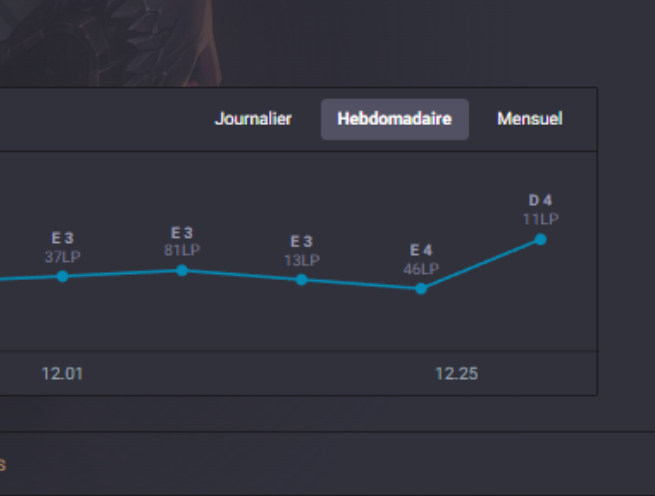 Journalier Hebdomadaire Mensuel
D 4
11LP
E 3
81LP
E 3
37LP
E 3
13LP
E 4
46LP
12.01 12.25
s